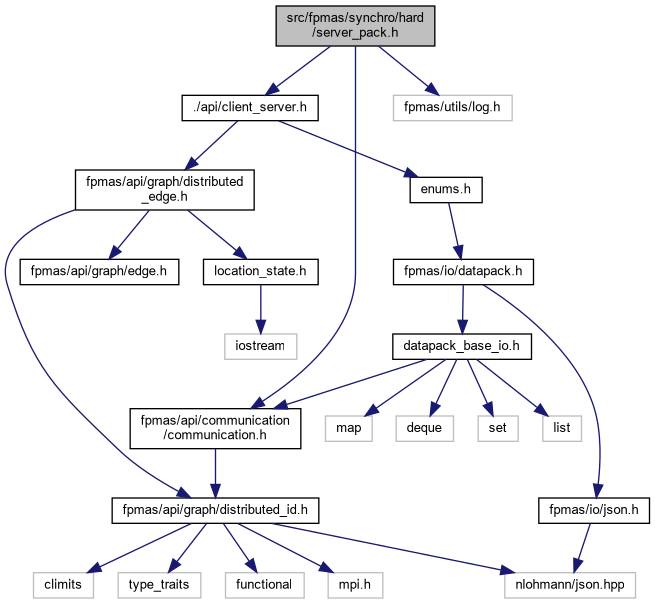 src/fpmas/synchro/hard
/server_pack.h
./api/client_server.h
fpmas/utils/log.h
fpmas/api/graph/distributed
_edge.h
enums.h
fpmas/api/graph/edge.h
location_state.h
fpmas/io/datapack.h
iostream
datapack_base_io.h
fpmas/api/communication
/communication.h
map
deque
set
list
fpmas/api/graph/distributed_id.h
fpmas/io/json.h
climits
type_traits
functional
mpi.h
nlohmann/json.hpp